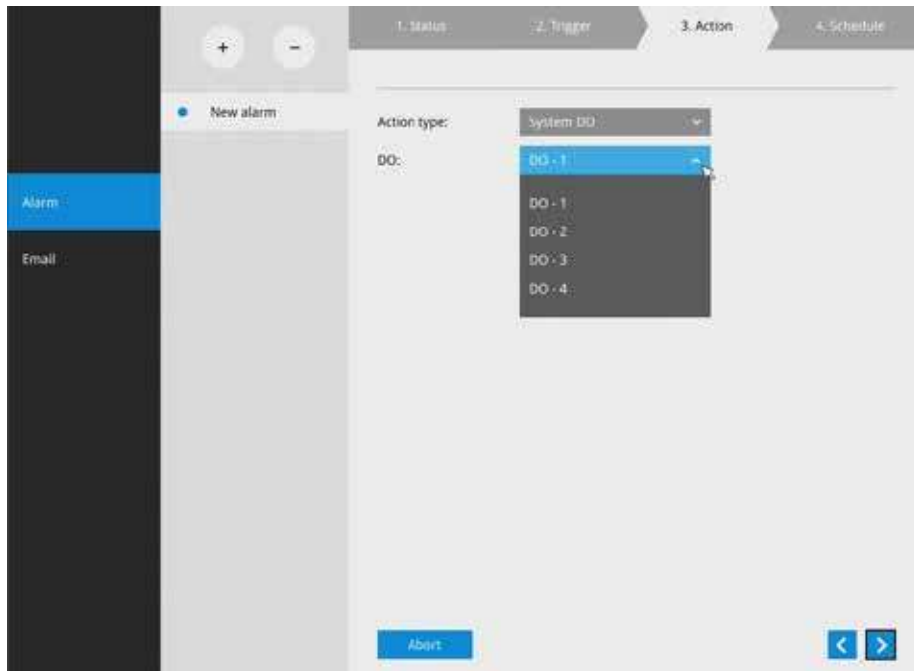 1. Status
2. Trigger
3. Action
4. Schedule
+
-
New alarm
Action type:
System DO
DO:
DO - 1
DO - 1
DO - 2
DO - 3
DO - 4
Alarm
Email
Abort